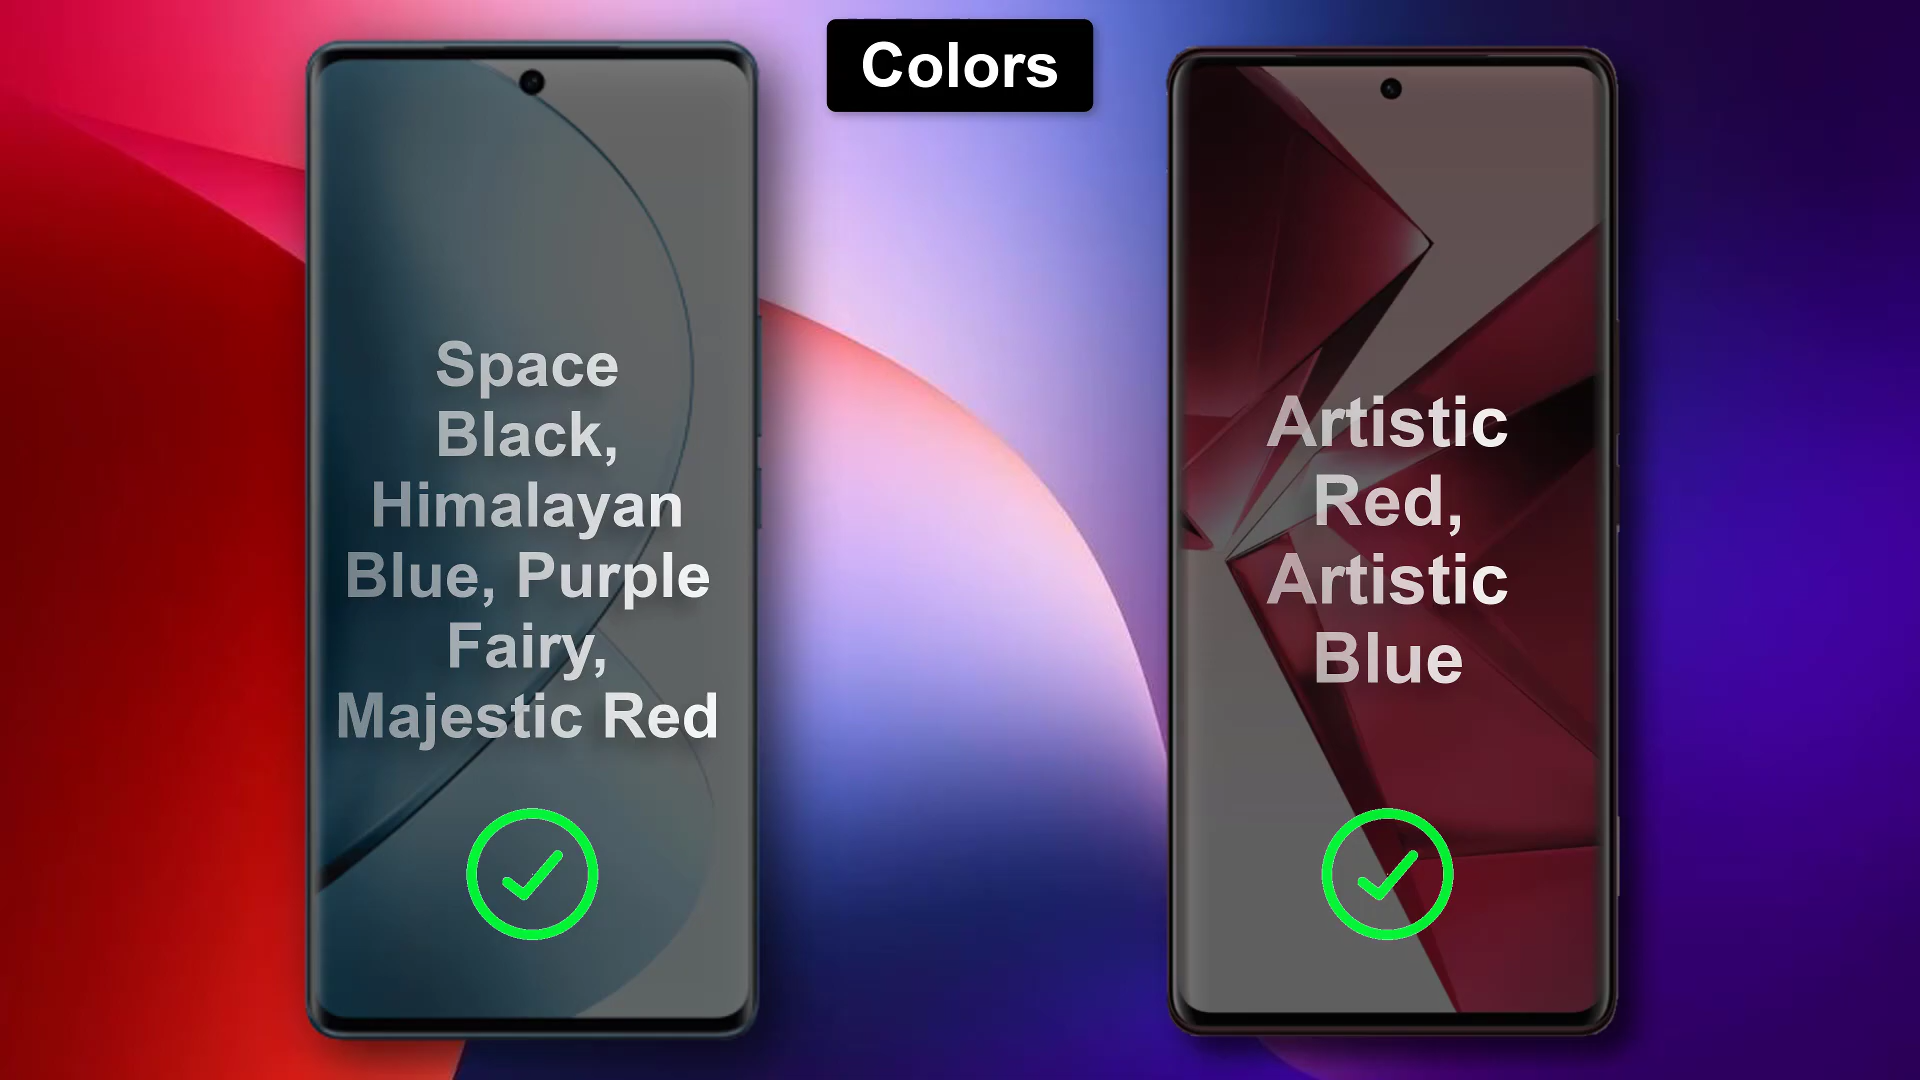 Colors
Space
Black,
Himalayan
Blue, Purple
Fairy,
Majestic Red
Artistic
Red,
Artistic
Blue